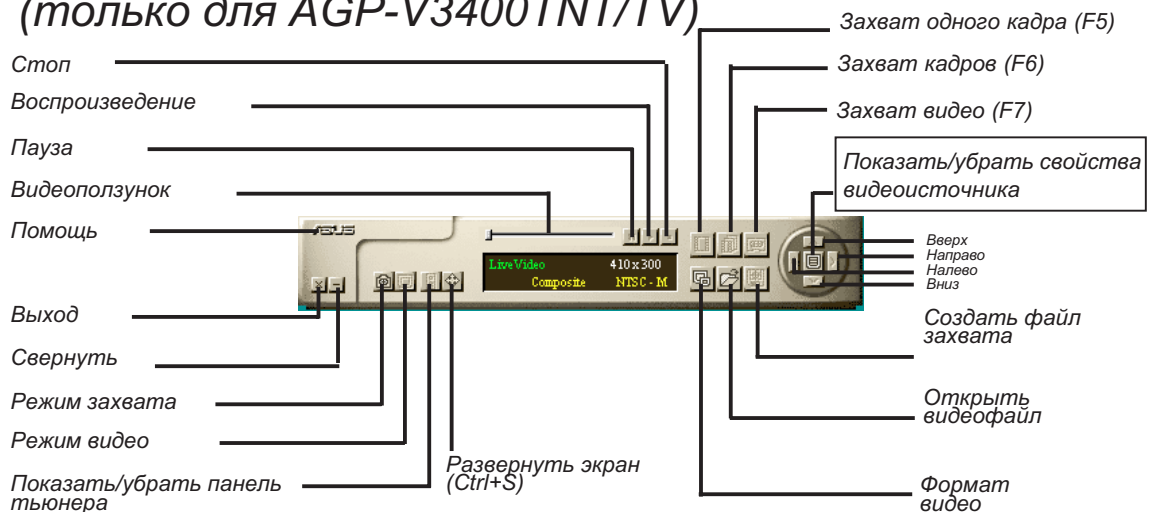 (только для AGP-V3400TNT/TV)
Захват одного кадра (F5)
Стоп
Захват кадров (F6)
Воспроизведение
Захват видео (F7)
Пауза
Показать/убрать свойства
видеоисточника
Видеоползунок
Помощь
ASUS
Вверх
Направо
Налево
Вниз
LiveVideo 410x300
Composite NTSC-M
Выход
Создать файл
захвата
Свернуть
Режим захвата
Открыть
видеофайл
Режим видео
Развернуть экран
(Ctrl+S)
Показать/убрать панель
тьюнера
Формат
видео